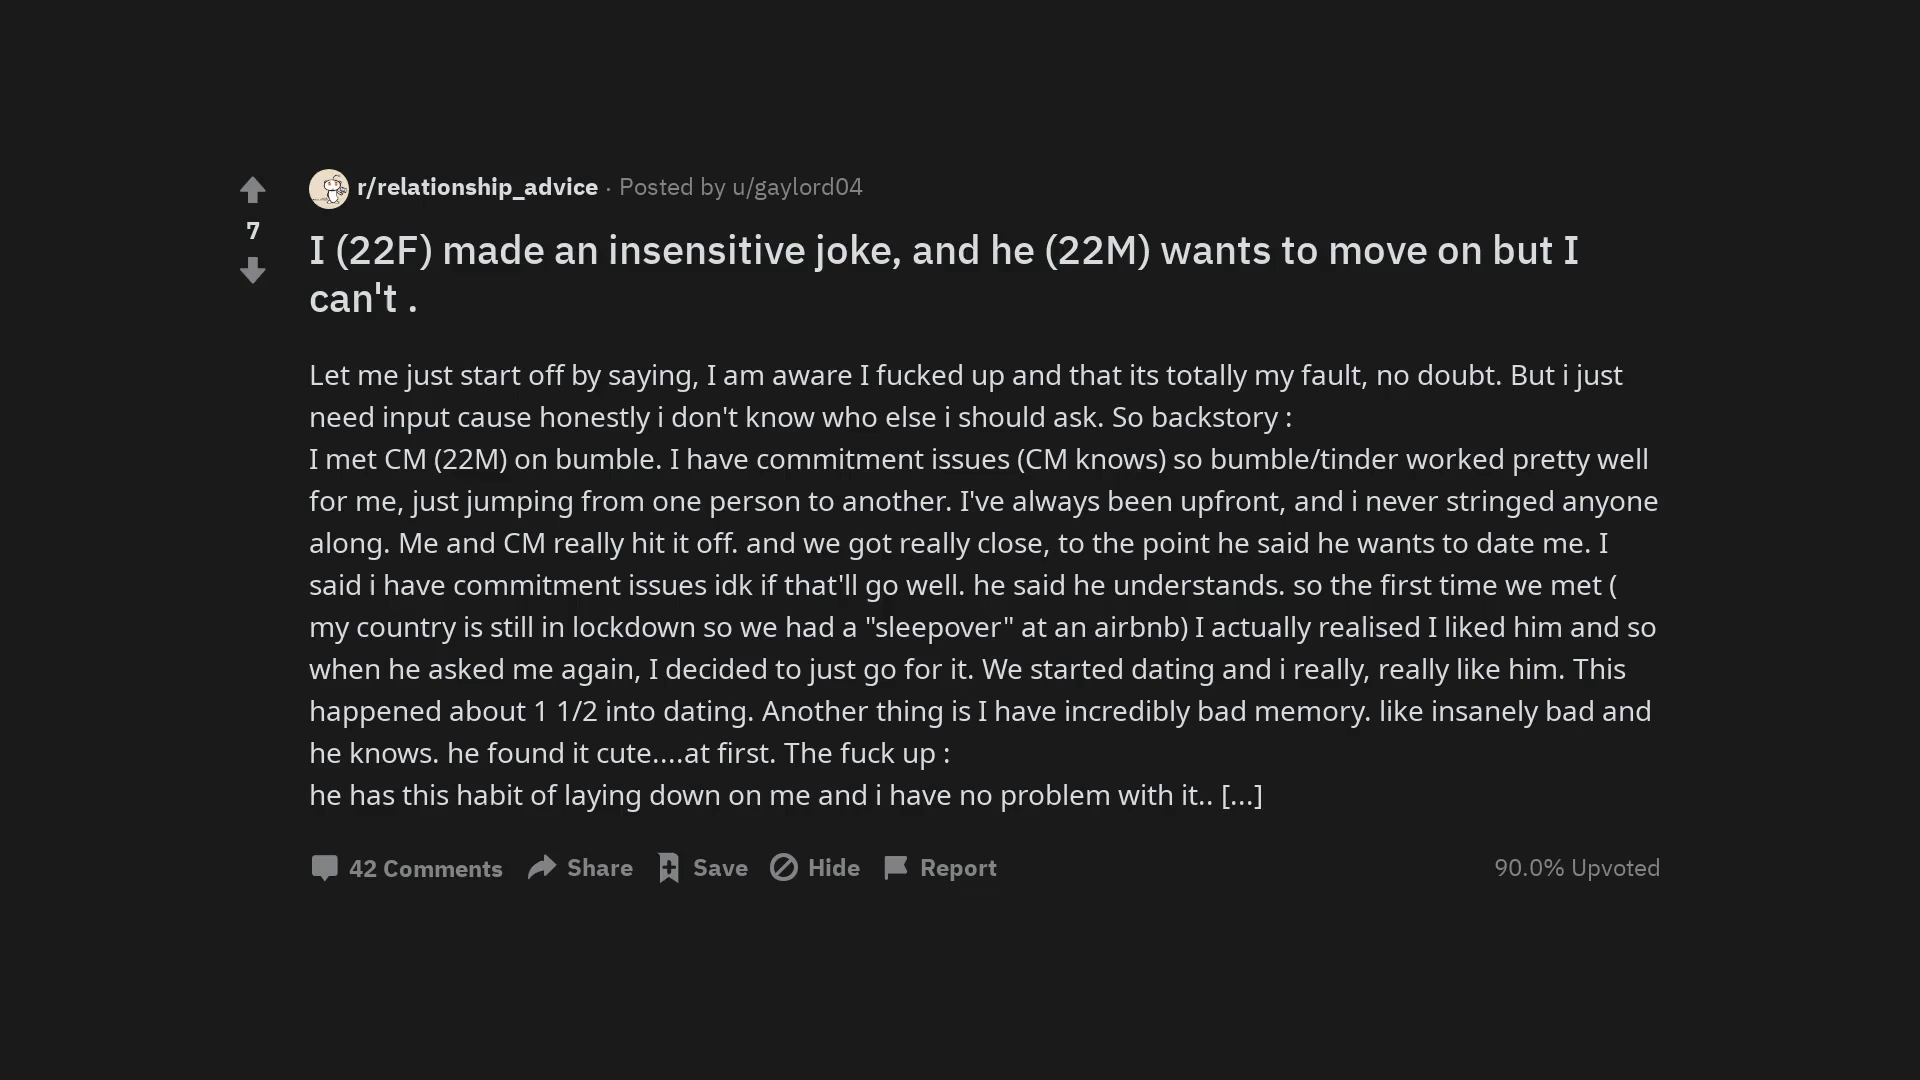 r/relationship_advice · Posted by u/gaylord04
7
I (22F) made an insensitive joke, and he (22M) wants to move on but I
can't .
Let me just start off by saying, I am aware I fucked up and that its totally my fault, no doubt. But i just
need input cause honestly i don't know who else i should ask. So backstory :
I met CM (22M) on bumble. I have commitment issues (CM knows) so bumble/tinder worked pretty well
for me, just jumping from one person to another. I've always been upfront, and i never stringed anyone
along. Me and CM really hit it off. and we got really close, to the point he said he wants to date me. I
said i have commitment issues idk if that'll go well. he said he understands. so the first time we met (
my country is still in lockdown so we had a "sleepover" at an airbnb) I actually realised I liked him and so
when he asked me again, I decided to just go for it. We started dating and i really, really like him. This
happened about 1 1/2 into dating. Another thing is I have incredibly bad memory. like insanely bad and
he knows. he found it cute....at first. The fuck up :
he has this habit of laying down on me and i have no problem with it.. [...]
42 Comments Share Save Hide Report 90.0% Upvoted